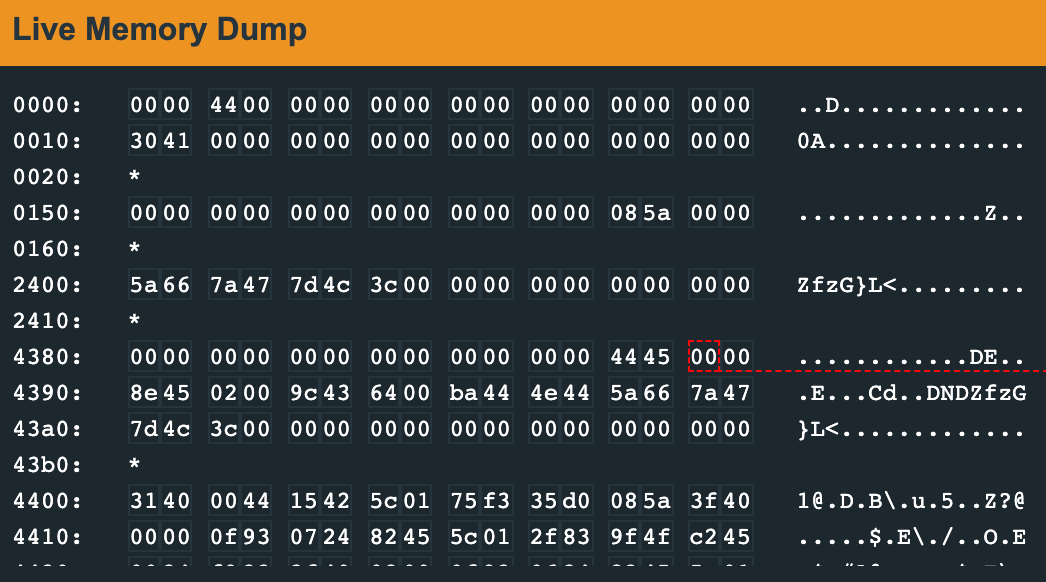 Live Memory Dump
0000: 0000 4400 0000 0000 0000 0000 0000 0000 ..D.............
0010: 3041 0000 0000 0000 0000 0000 0000 0000 0A..............
0020: *
0150: 0000 0000 0000 0000 0000 0000 085a 0000 .............Z..
0160: *
2400: 5a66 7a47 7d4c 3c00 0000 0000 0000 0000 ZfzG}L<.........
2410: *
4380: 0000 0000 0000 0000 0000 0000 4445 0000 ............DE..
4390: 8e45 0200 9c43 6400 ba44 4e44 5a66 7a47 .E...Cd..DNDZfzG
43a0: 7d4c 3c00 0000 0000 0000 0000 0000 0000 }L<.............
43b0: *
4400: 3140 0044 1542 5c01 75f3 35d0 085a 3f40 1@.D.B\.u.5..Z?@
4410: 0000 0f93 0724 8245 5c01 2f83 9f4f c245 .....$.E\./..O.E